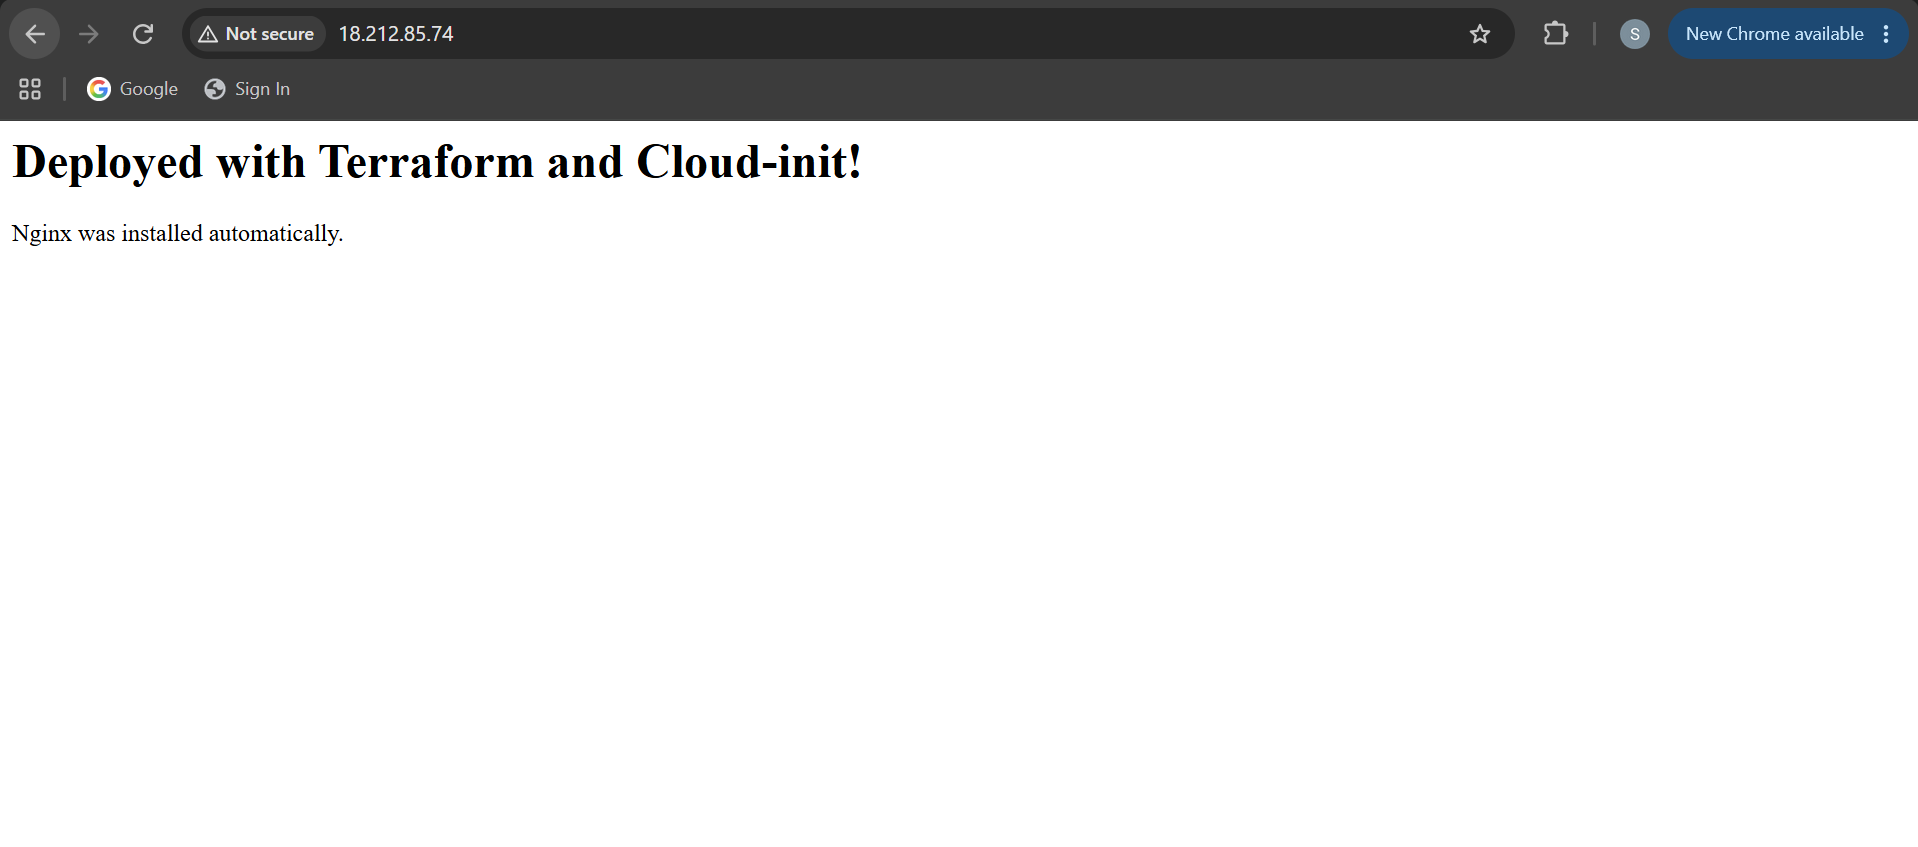 Not secure 18.212.85.74 S New Chrome available
Google Sign In
Deployed with Terraform and Cloud-init!
Nginx was installed automatically.